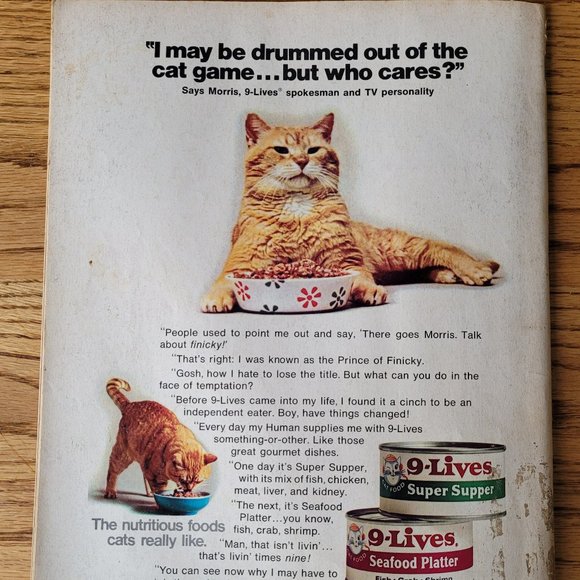 "I may be drummed out of the
cat game...but who cares?"
Says Morris, 9-Lives® spokesman and TV personality
"People used to point me out and say, 'There goes Morris. Talk
about finicky!'
"That's right: I was known as the Prince of Finicky.
"Gosh, how I hate to lose the title. But what can you do in the
face of temptation?
"Before 9-Lives came into my life, I found it a cinch to be an
independent eater. Boy, have things changed!
"Every day my Human supplies me with 9-Lives
something-or-other. Like those
great gourmet dishes.
"One day it's Super Supper,
with its mix of fish, chicken,
meat, liver, and kidney.
"The next, it's Seafood
Platter...you know,
fish, crab, shrimp.
"Man, that isn't livin'...
that's livin' times nine!
"You can see now why I may have to
The nutritious foods
cats really like.
9-Lives
CAT FOOD
Super Supper
9-Lives
Seafood Platter
Fish · Crab · Shrimp